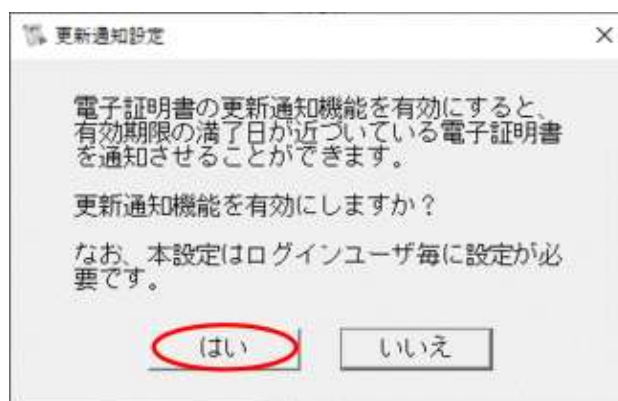 更新通知設定
電子証明書の更新通知機能を有効にすると、
有効期限の満了日が近づいている電子証明書
を通知させることができます。
更新通知機能を有効にしますか？
なお、本設定はログインユーザ毎に設定が必
要です。
はい
いいえ